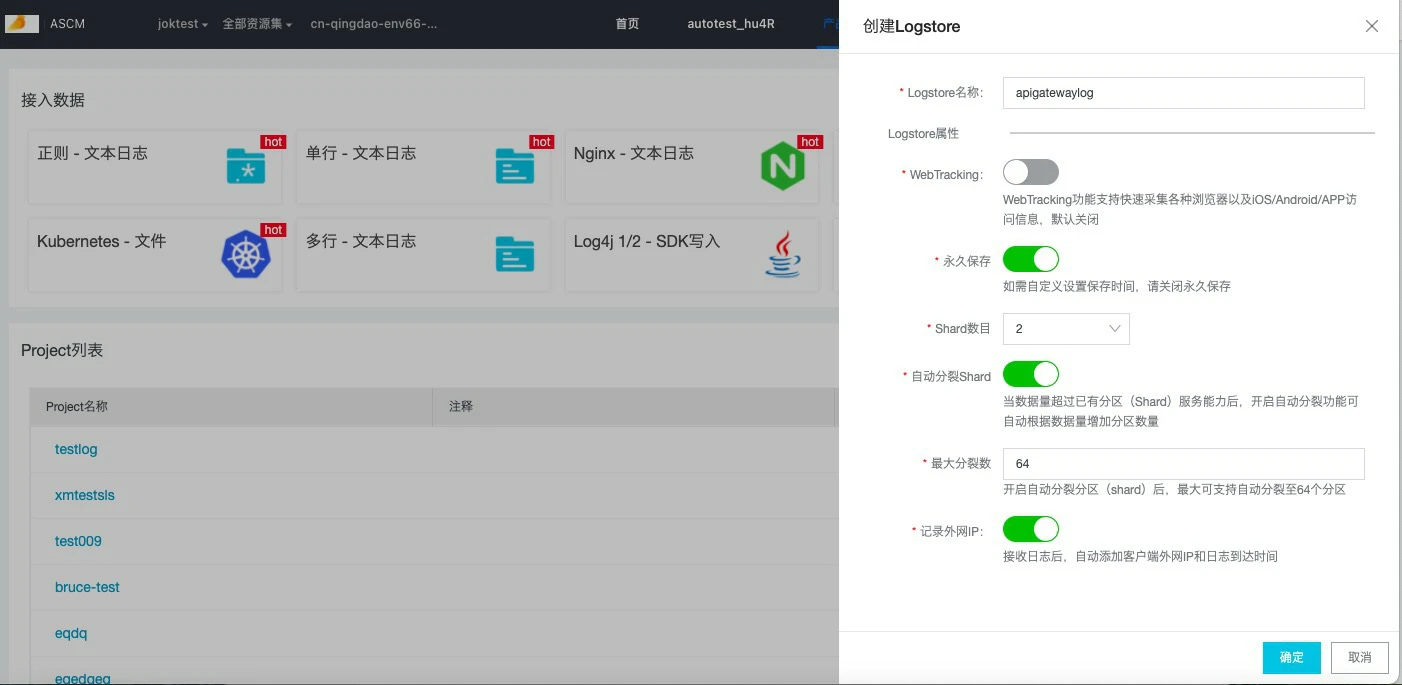 ASCM
joktest
全部资源集
cn-qingdao-env66-...
首页
autotest_hu4R
接入数据
正则 - 文本日志
hot
单行 - 文本日志
hot
Nginx - 文本日志
hot
Kubernetes - 文件
hot
多行 - 文本日志
Log4j 1/2 - SDK写入
Project列表
Project名称
注释
testlog
xmtestsls
test009
bruce-test
eqdq
egedgeg
创建Logstore
* Logstore名称：
apigatewaylog
Logstore属性
* WebTracking：
WebTracking功能支持快速采集各种浏览器以及iOS/Android/APP访
问信息，默认关闭
* 永久保存
如需自定义设置保存时间，请关闭永久保存
* Shard数目
2
* 自动分裂Shard
当数据量超过已有分区（Shard）服务能力后，开启自动分裂功能可
自动根据数据量增加分区数量
* 最大分裂数
64
开启自动分裂分区（shard）后，最大可支持自动分裂至64个分区
* 记录外网IP：
接收日志后，自动添加客户端外网IP和日志到达时间
确定
取消